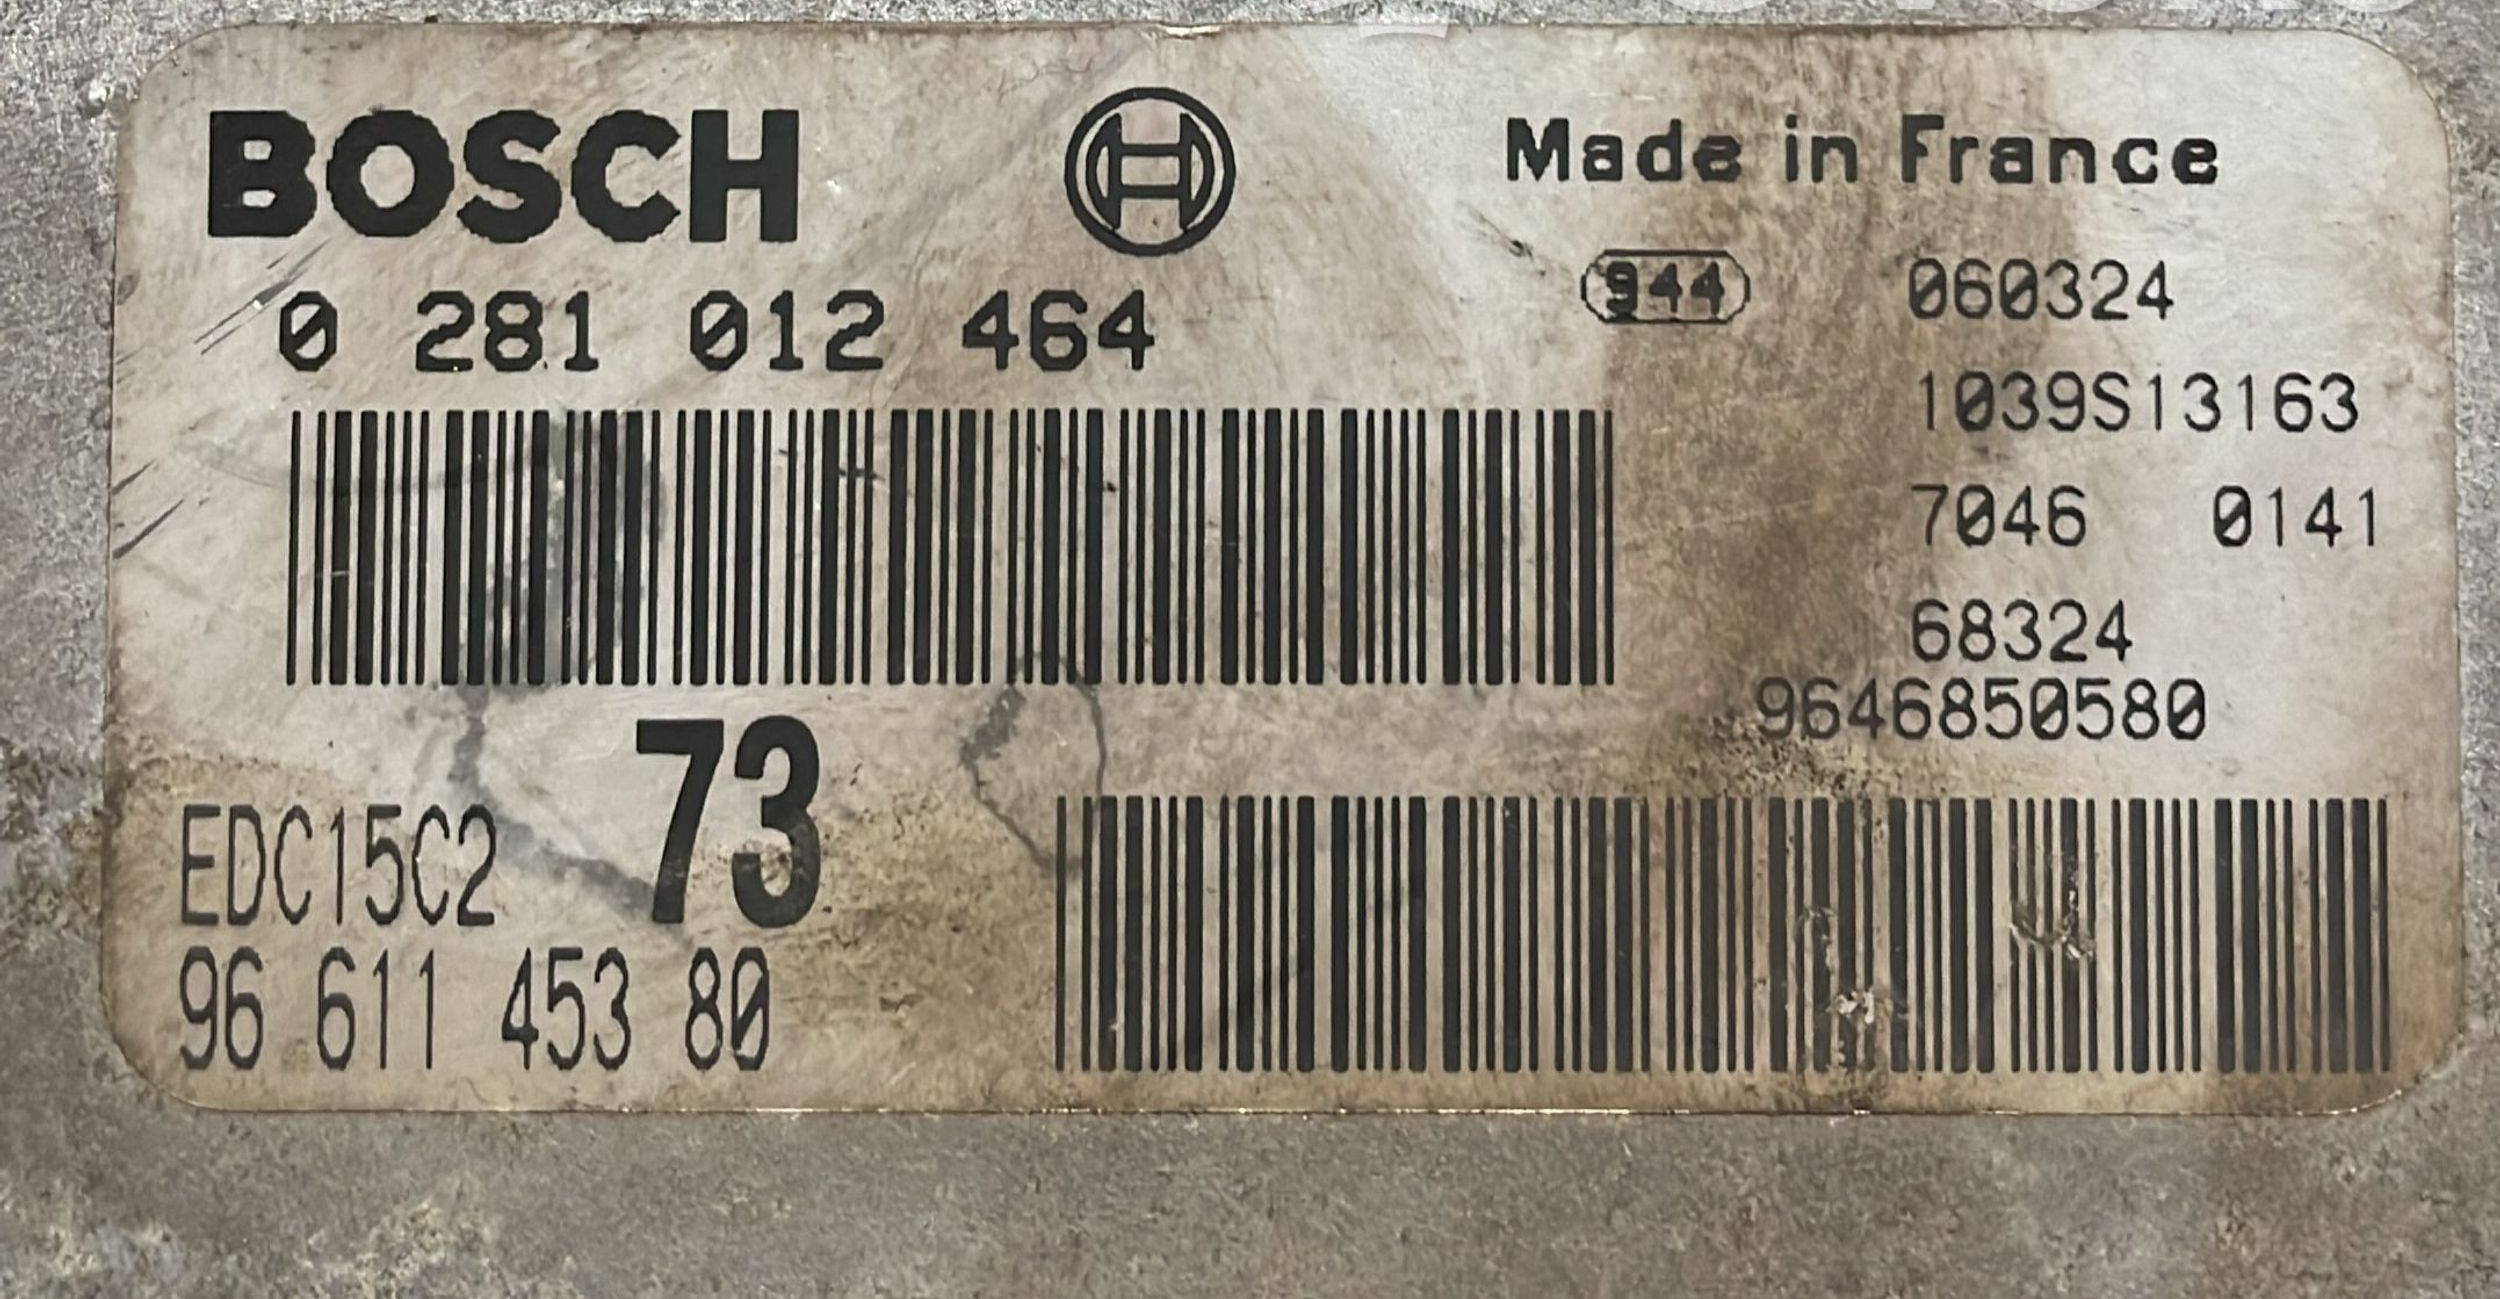 BOSCH
Made in France
0 281 012 464
944 060324
1039S13163
7046 0141
68324
9646850580
73
EDC15C2
96 611 453 80